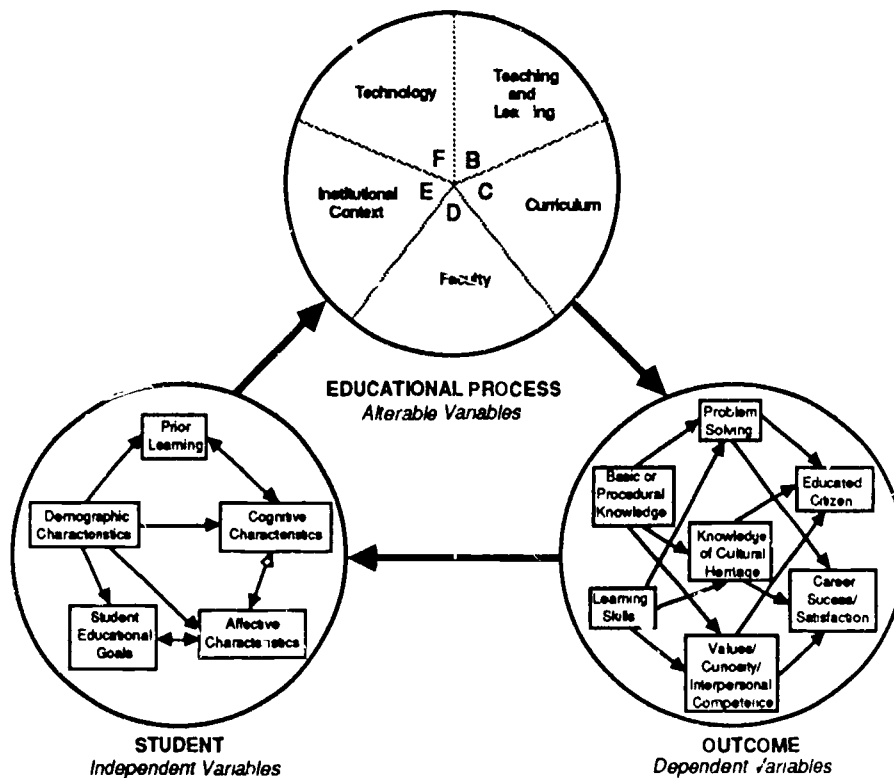 Technology
Teaching
and
F
B
E
C
D
Institutional
Context
Curriculum
Faculty
EDUCATIONAL PROCESS
Alterable Variables
Prior
Learning
Demographic
Characteristics
Cognitive
Characteristics
Student
Educational
Goals
Affective
Characteristics
STUDENT
Independent Variables
Problem
Solving
Basic or
Procedural
Knowledge
Educated
Citizen
Knowledge
of Cultural
Heritage
Learning
Skills
Career
Sucess/
Satisfaction
Values/
Curiosity/
Interpersonal
Competence
OUTCOME
Dependent Variables